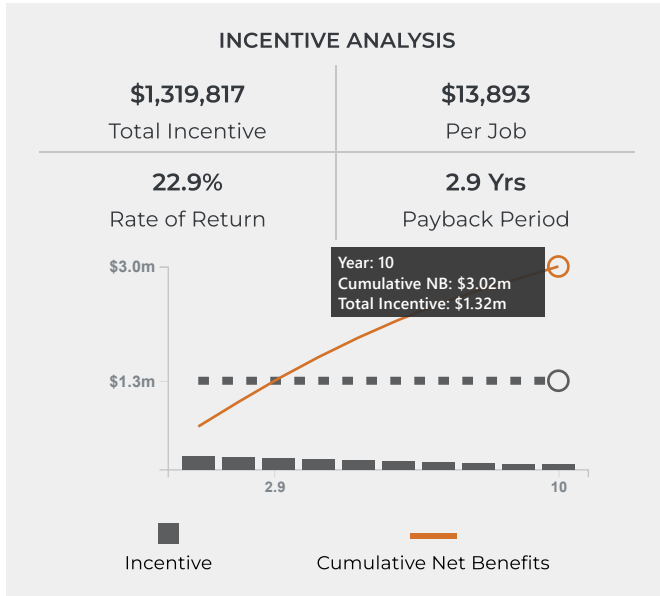 INCENTIVE ANALYSIS
$1,319,817
Total Incentive
$13,893
Per Job
22.9%
Rate of Return
2.9 Yrs
Payback Period
$3.0m
Year: 10
Cumulative NB: $3.02m
Total Incentive: $1.32m
$1.3m
2.9
10
Incentive
Cumulative Net Benefits